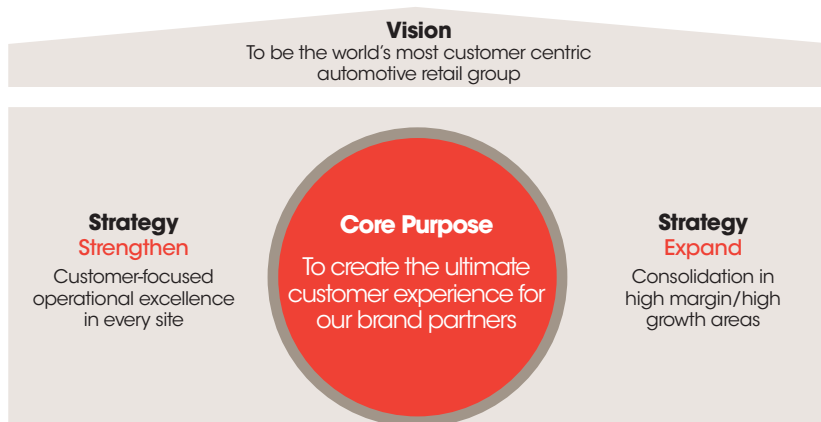 Vision
To be the world's most customer centric
automotive retail group
Strategy
Strengthen
Customer-focused
operational excellence
in every site
Core Purpose
To create the ultimate
customer experience for
our brand partners
Strategy
Expand
Consolidation in
high margin/high
growth areas